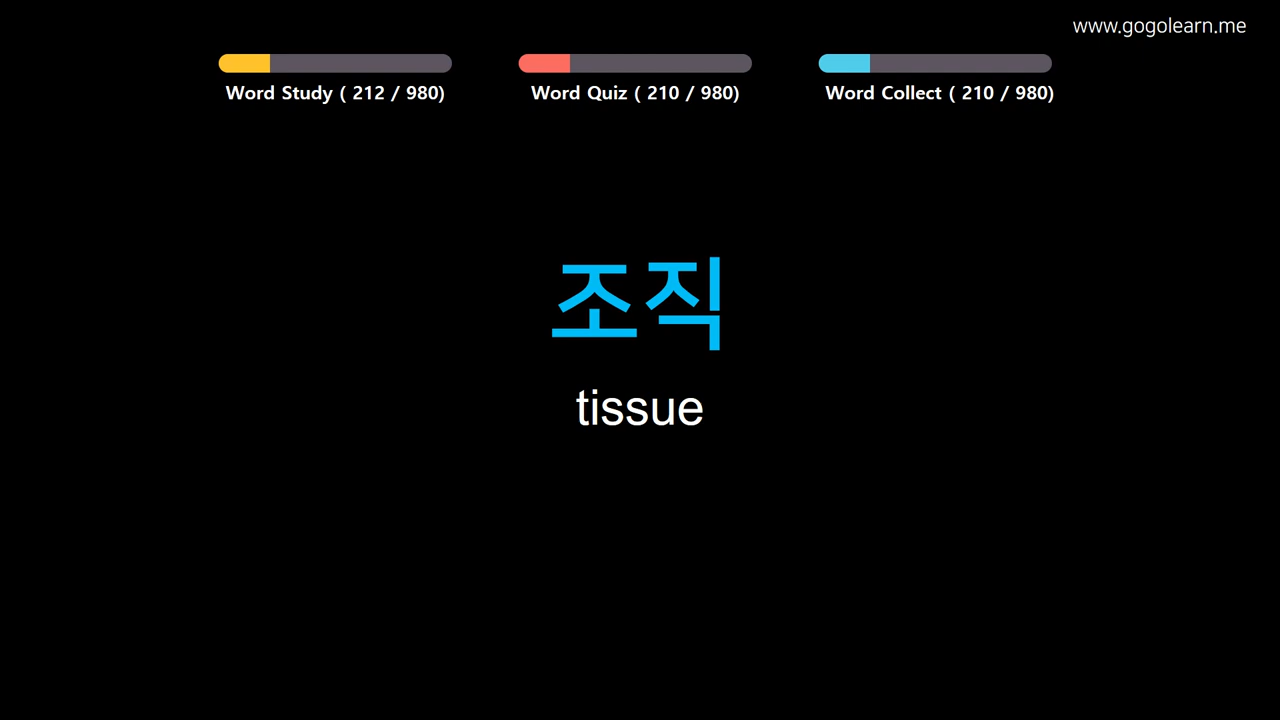 www.gogolearn.me
Word Study ( 212 / 980)
Word Quiz ( 210 / 980)
Word Collect ( 210 / 980)
조직
tissue